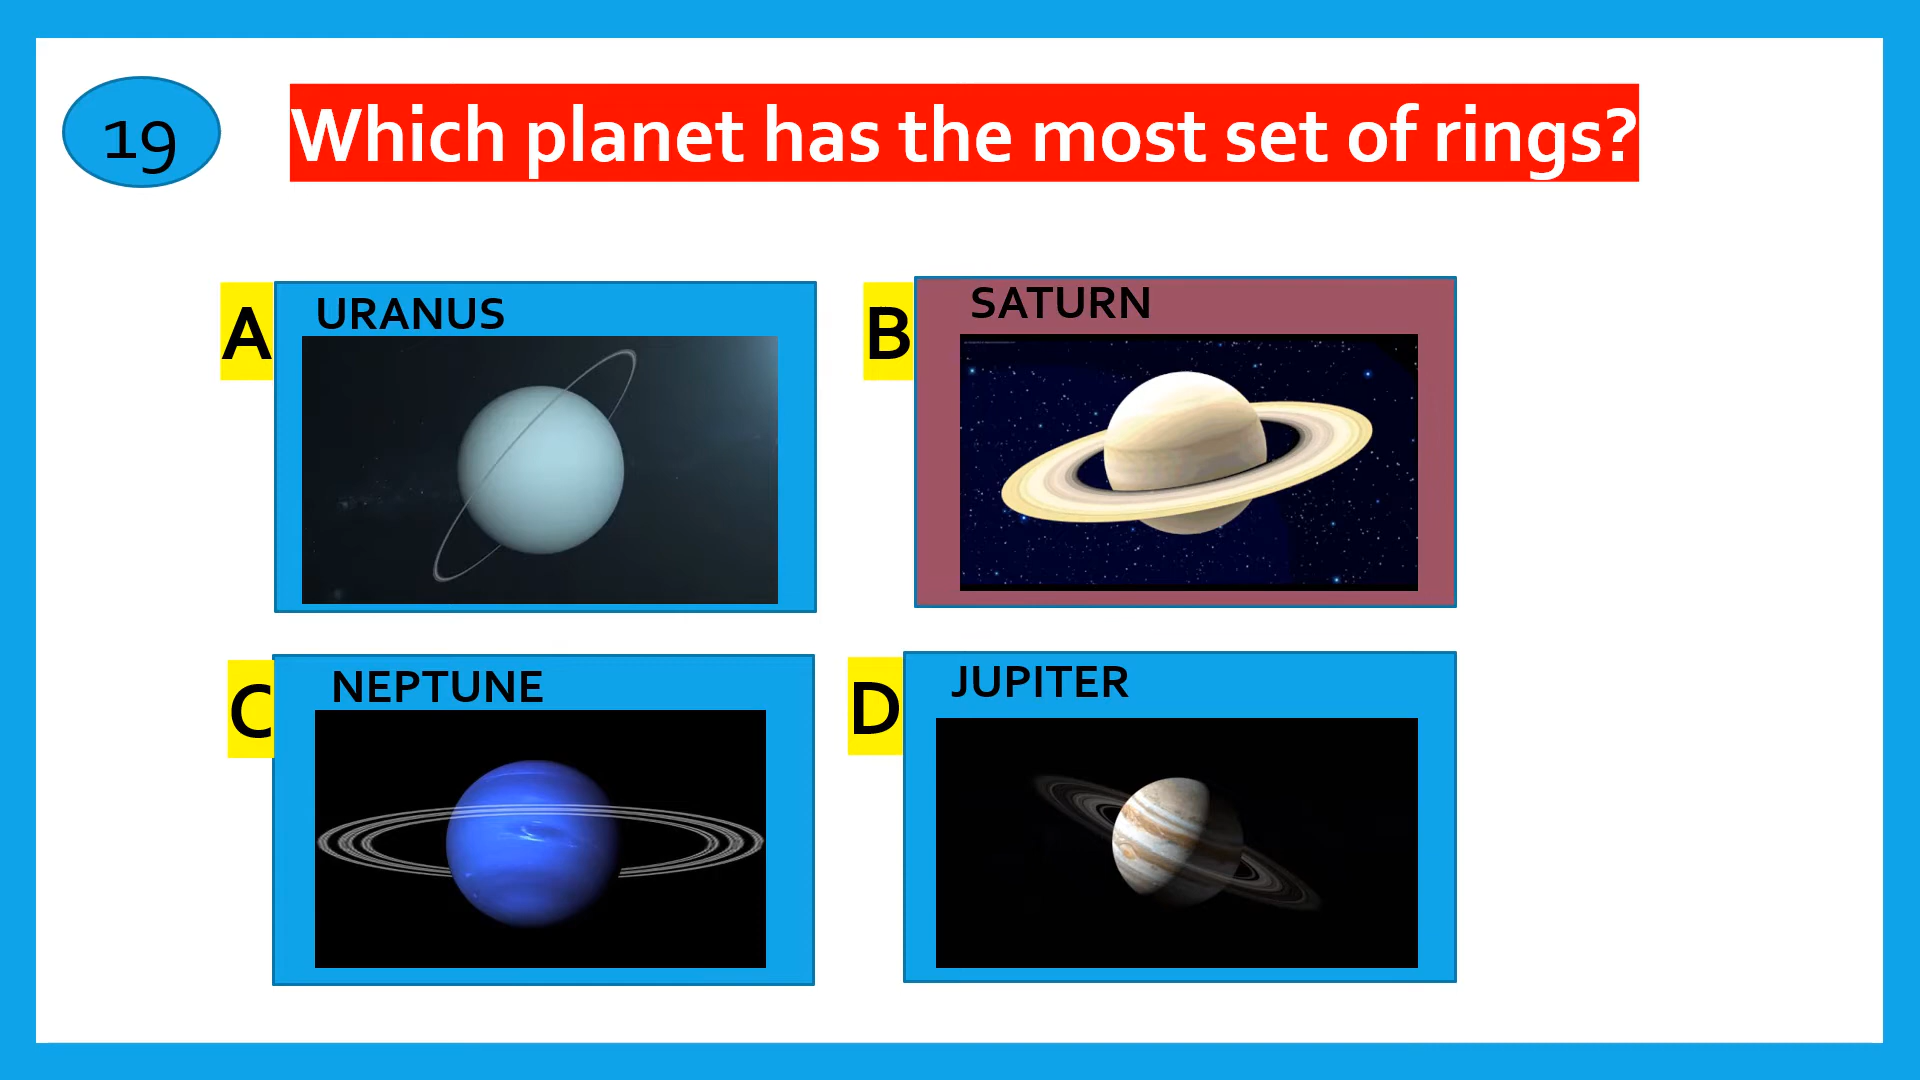 19
Which planet has the most set of rings?
A
URANUS
B
SATURN
C
NEPTUNE
D
JUPITER